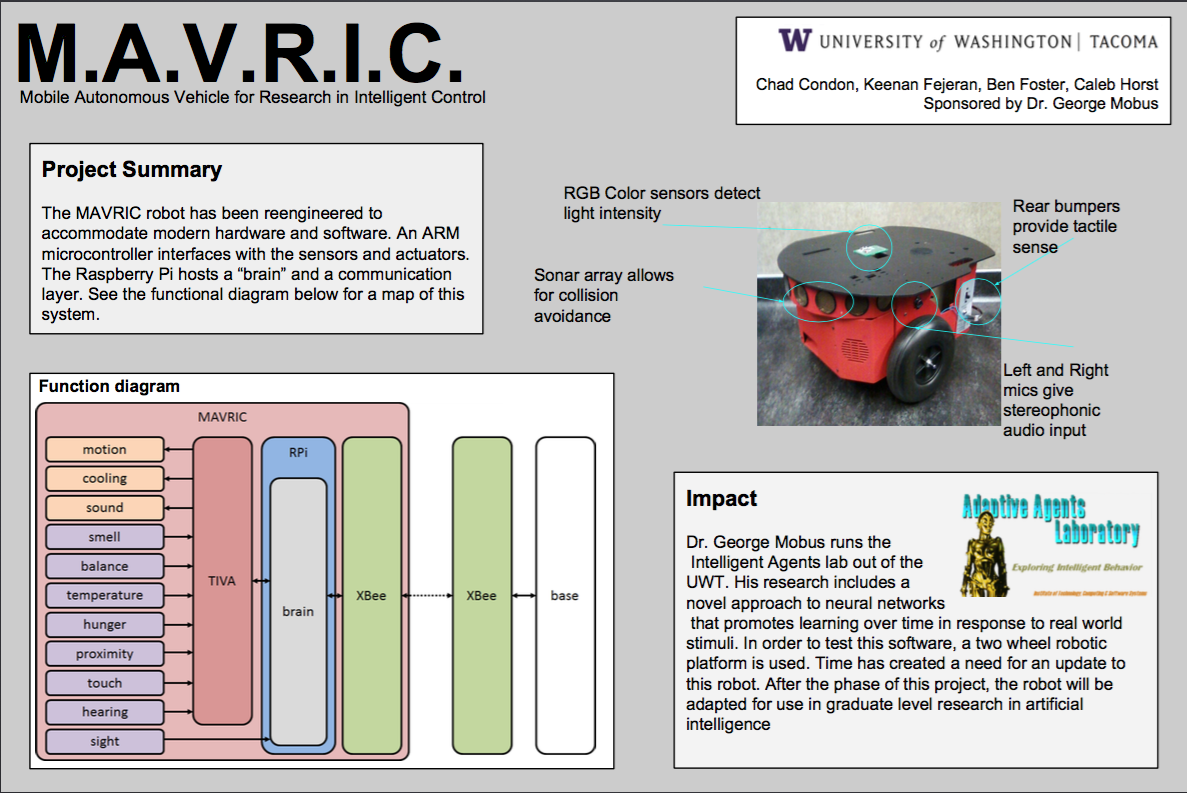 M.A.V.R.I.C.
Mobile Autonomous Vehicle for Research in Intelligent Control
W UNIVERSITY of WASHINGTON | TACOMA
Chad Condon, Keenan Fejeran, Ben Foster, Caleb Horst
Sponsored by Dr. George Mobus
Project Summary
The MAVRIC robot has been reengineered to
accommodate modern hardware and software. An ARM
microcontroller interfaces with the sensors and actuators.
The Raspberry Pi hosts a “brain” and a communication
layer. See the functional diagram below for a map of this
system.
RGB Color sensors detect
light intensity
Sonar array allows
for collision
avoidance
Rear bumpers
provide tactile
sense
Left and Right
mics give
stereophonic
audio input
Function diagram
MAVRIC
motion
cooling
sound
smell
balance
temperature
hunger
proximity
touch
hearing
sight
TIVA
RPi
brain
XBee
XBee
base
Impact
Adaptive Agents
Laboratory
Exploring Intelligent Behavior
Institute of Technology, Computing & Software Systems
Dr. George Mobus runs the
Intelligent Agents lab out of the
UWT. His research includes a
novel approach to neural networks
that promotes learning over time in response to real world
stimuli. In order to test this software, a two wheel robotic
platform is used. Time has created a need for an update to
this robot. After the phase of this project, the robot will be
adapted for use in graduate level research in artificial
intelligence